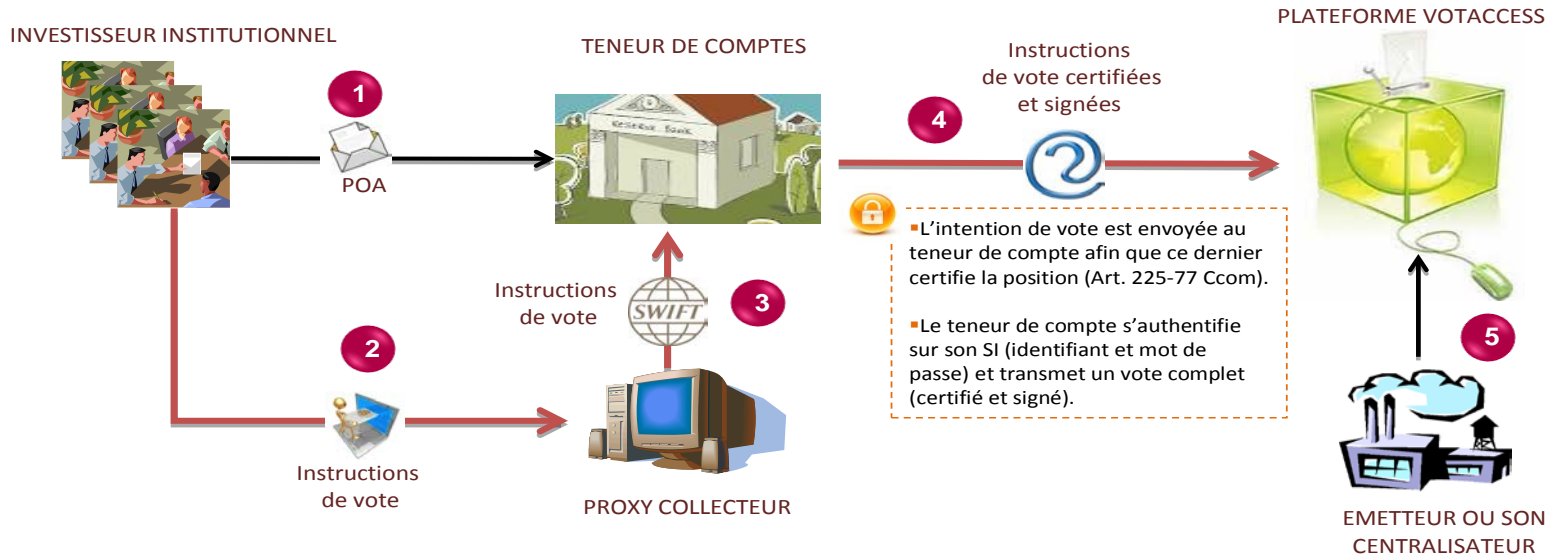 INVESTISSEUR INSTITUTIONNEL
1
POA
TENEUR DE COMPTES
RESERVE BANK
Instructions
de vote certifiées
et signées
4
PLATEFORME VOTACCESS
▪L’intention de vote est envoyée au
teneur de compte afin que ce dernier
certifie la position (Art. 225-77 Ccom).
▪Le teneur de compte s’authentifie
sur son SI (identifiant et mot de
passe) et transmet un vote complet
(certifié et signé).
Instructions
de vote
SWIFT
3
2
Instructions
de vote
PROXY COLLECTEUR
5
EMETTEUR OU SON
CENTRALISATEUR